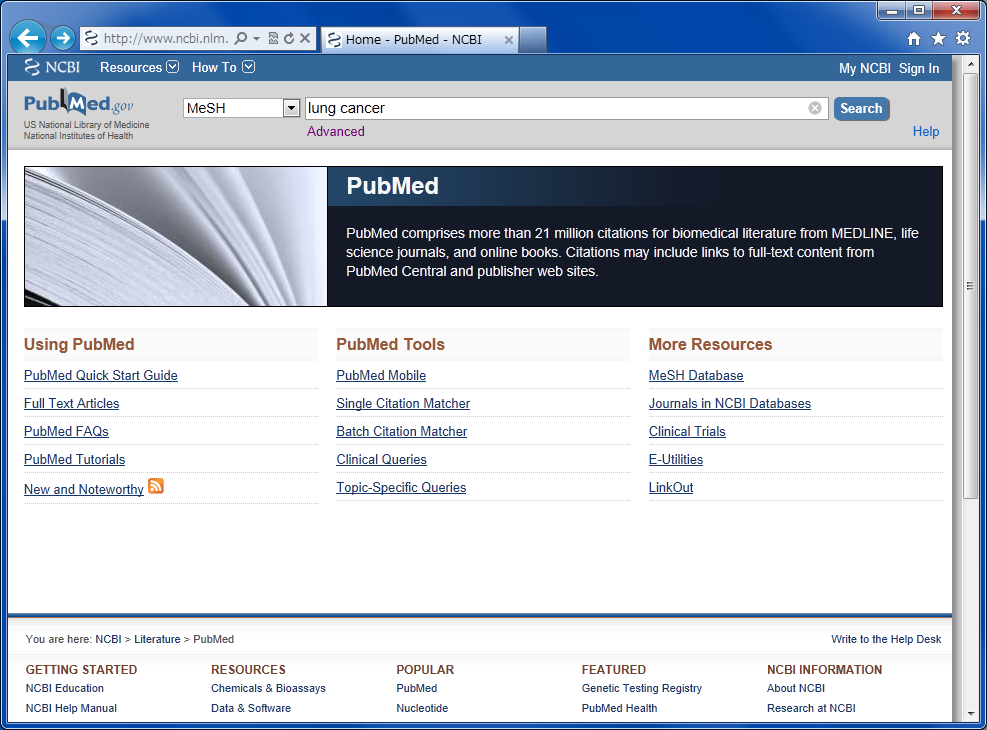 http://www.ncbi.nlm.
Home - PubMed - NCBI
NCBI Resources How To My NCBI Sign In
PubMed.gov
US National Library of Medicine
National Institutes of Health
MeSH
lung cancer
Search
Advanced
Help
PubMed
PubMed comprises more than 21 million citations for biomedical literature from MEDLINE, life
science journals, and online books. Citations may include links to full-text content from
PubMed Central and publisher web sites.
Using PubMed
PubMed Quick Start Guide
Full Text Articles
PubMed FAQs
PubMed Tutorials
New and Noteworthy
PubMed Tools
PubMed Mobile
Single Citation Matcher
Batch Citation Matcher
Clinical Queries
Topic-Specific Queries
More Resources
MeSH Database
Journals in NCBI Databases
Clinical Trials
E-Utilities
LinkOut
You are here: NCBI > Literature > PubMed
Write to the Help Desk
GETTING STARTED
NCBI Education
NCBI Help Manual
RESOURCES
Chemicals & Bioassays
Data & Software
POPULAR
PubMed
Nucleotide
FEATURED
Genetic Testing Registry
PubMed Health
NCBI INFORMATION
About NCBI
Research at NCBI